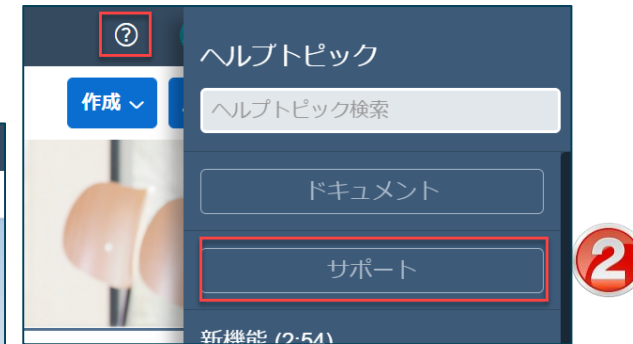 ?
ヘルプトピック
作成
ヘルプトピック検索
ドキュメント
サポート
2
新機能 (2:54)